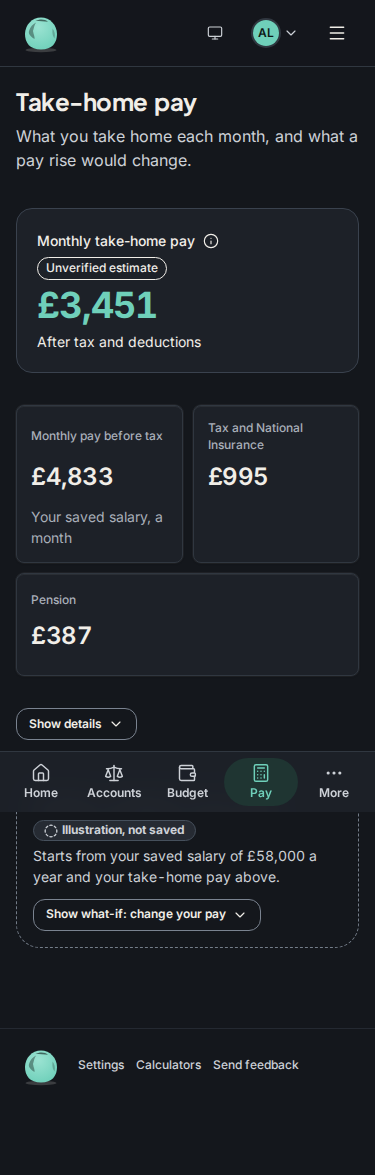 AL
Take-home pay
What you take home each month, and what a
pay rise would change.
Monthly take-home pay
Unverified estimate
£3,451
After tax and deductions
Monthly pay before tax
£4,833
Your saved salary, a
month
Tax and National
Insurance
£995
Pension
£387
Show details
Home
Accounts
Budget
Pay
More
Illustration, not saved
Starts from your saved salary of £58,000 a
year and your take-home pay above.
Show what-if: change your pay
Settings
Calculators
Send feedback